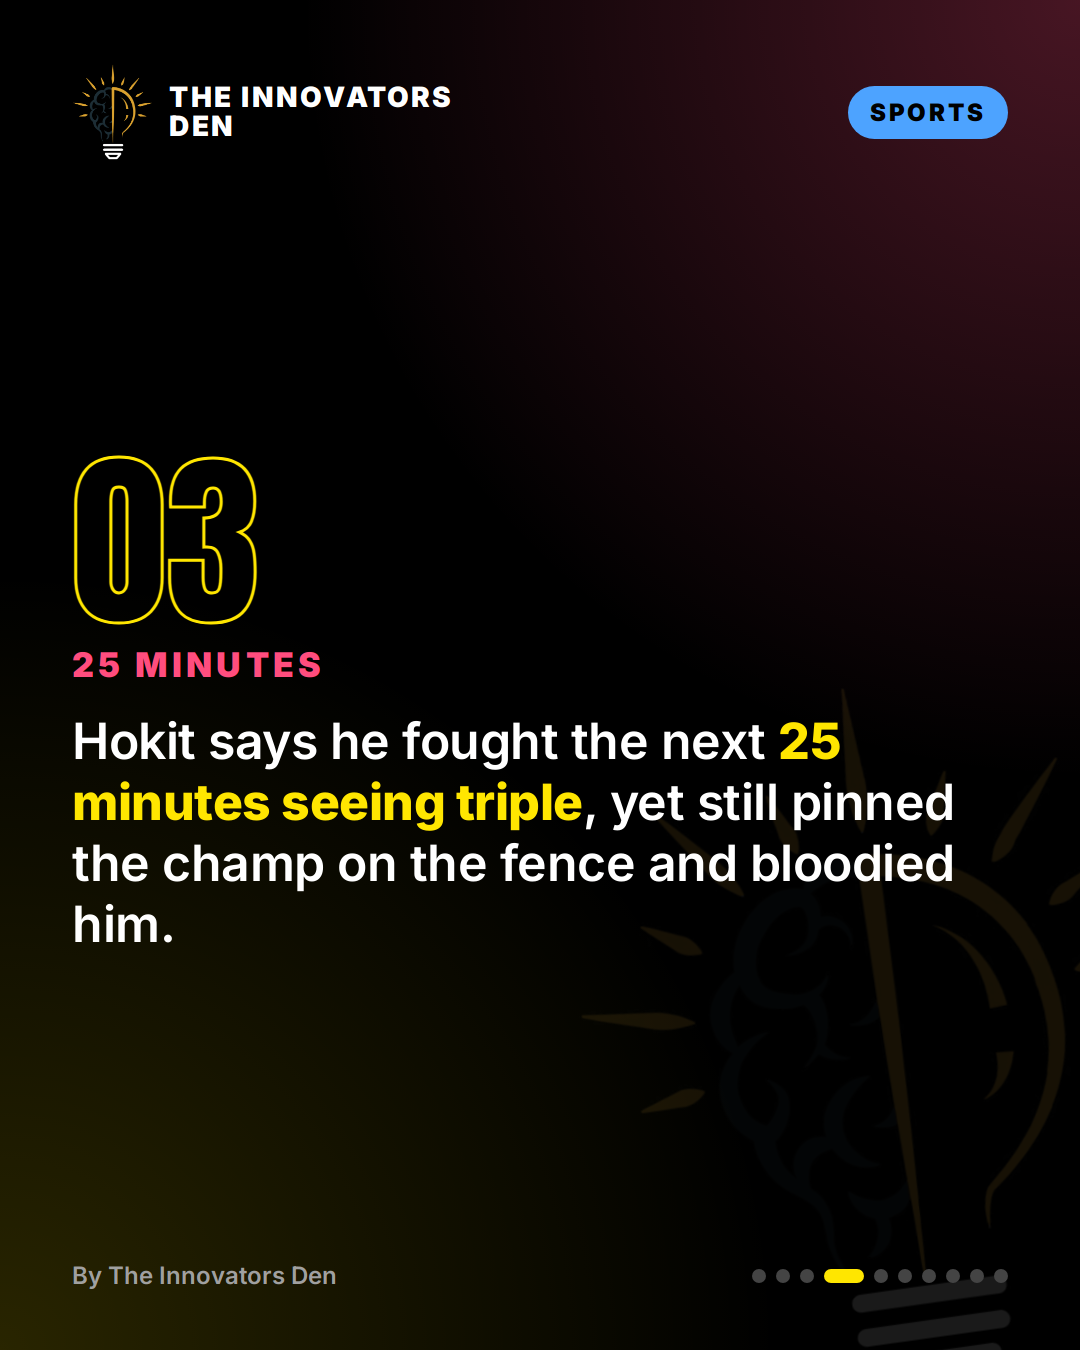 THE INNOVATORS
DEN
SPORTS
03
25 MINUTES
Hokit says he fought the next 25
minutes seeing triple, yet still pinned
the champ on the fence and bloodied
him.
By The Innovators Den